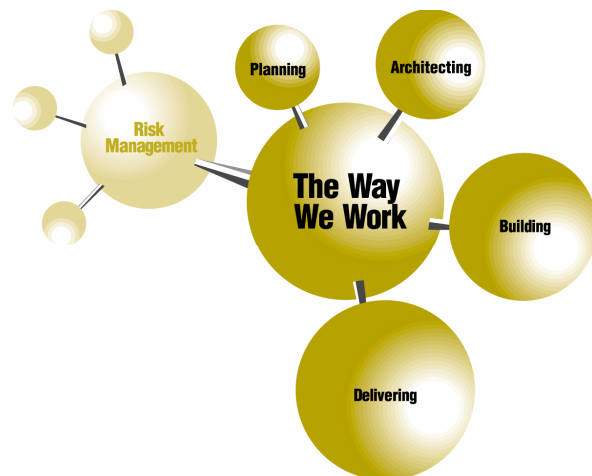 Planning
Architecting
Risk
Management
The Way
We Work
Building
Delivering